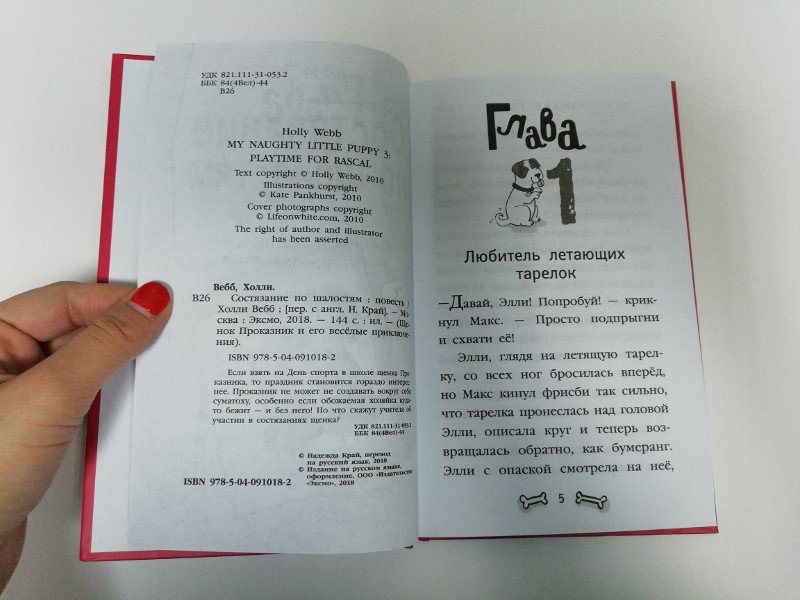 УДК 821.111-31-053.2
ББК 84(4Вел)-44
В26
Holly Webb
MY NAUGHTY LITTLE PUPPY 3:
PLAYTIME FOR RASCAL
Text copyright © Holly Webb, 2010
Illustrations copyright
© Kate Pankhurst, 2010
Cover photographs copyright
© Lifeonwhite.com, 2010
The right of author and illustrator
has been asserted
Вебб, Холли.
В26 Состязание по шалостям : повесть /
Холли Вебб ; [пер. с англ. Н. Край]. — Мо-
сква : Эксмо, 2018. — 144 с. : ил. — (Ще-
нок Проказник и его весёлые приключе-
ния).
ISBN 978-5-04-091018-2
Если взять на День спорта в школе щенка Про-
казника, то праздник становится гораздо интерес-
нее. Проказник не может не создавать вокруг себя
суматоху, особенно если обожаемая хозяйка куда-
то бежит — и без него! Но что скажут учителя об
участии в состязаниях щенка?
УДК 821.111-31-053.2
ББК 84(4Вел)-44
© Надежда Край, перевод
на русский язык, 2018
© Издание на русском языке,
оформление. ООО «Издательство
«Эксмо», 2018
ISBN 978-5-04-091018-2
Глава
1
Любитель летающих
тарелок
—Давай, Элли! Попробуй! — крик-
нул Макс. — Просто подпрыгни
и схвати её!
Элли, глядя на летящую тарел-
ку, со всех ног бросилась вперёд,
но Макс кинул фрисби так сильно,
что тарелка пронеслась над головой
Элли, описала круг и теперь воз-
вращалась обратно, как бумеранг.
Элли с опаской смотрела на неё,
5